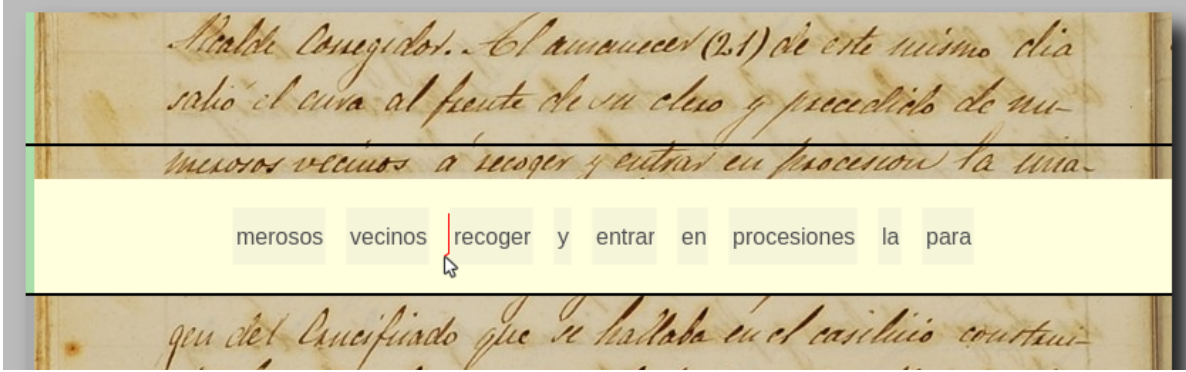 Alcalde Corregidor. Al amanecer (21) de este mismo dia
salió el cura al frente de su clero y precedido de nu-
merosos vecinos á recoger y entrar en procesion la ima-
merosos vecinos recoger y entrar en procesiones la para
gen del Crucifiado que se hallaba en el casilicio constru-